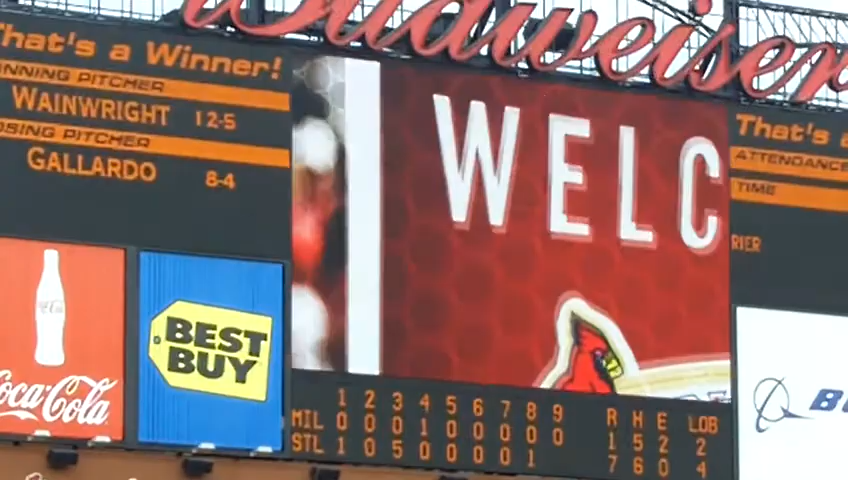 Budweiser
That's a Winner!
WINNING PITCHER
WAINWRIGHT 12-5
LOSING PITCHER
GALLARDO 8-4
WELC
That's a
ATTENDANCE
TIME
RIER
Coca-Cola
BEST
BUY
1 2 3 4 5 6 7 8 9 R H E LOB
MIL 0 0 0 1 0 0 0 0 0 1 5 2 2
STL 1 0 5 0 0 0 0 1 7 6 0 4